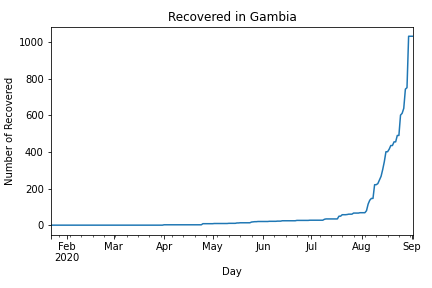 Recovered in Gambia
Number of Recovered
1000
800
600
400
200
0
Feb Mar Apr May Jun Jul Aug Sep
2020
Day